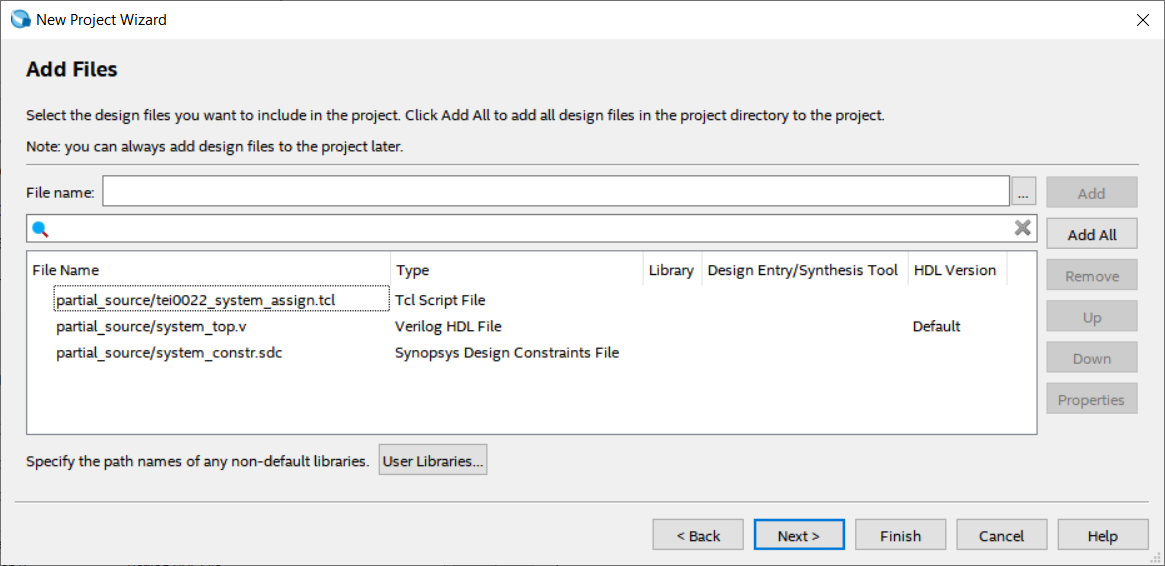 New Project Wizard
Add Files
Select the design files you want to include in the project. Click Add All to add all design files in the project directory to the project.
Note: you can always add design files to the project later.
File name:
...
Add
Add All
File Name Type Library Design Entry/Synthesis Tool HDL Version
Remove
partial_source/tei0022_system_assign.tcl Tcl Script File
partial_source/system_top.v Verilog HDL File Default
Up
partial_source/system_constr.sdc Synopsys Design Constraints File
Down
Properties
Specify the path names of any non-default libraries. User Libraries...
< Back Next > Finish Cancel Help